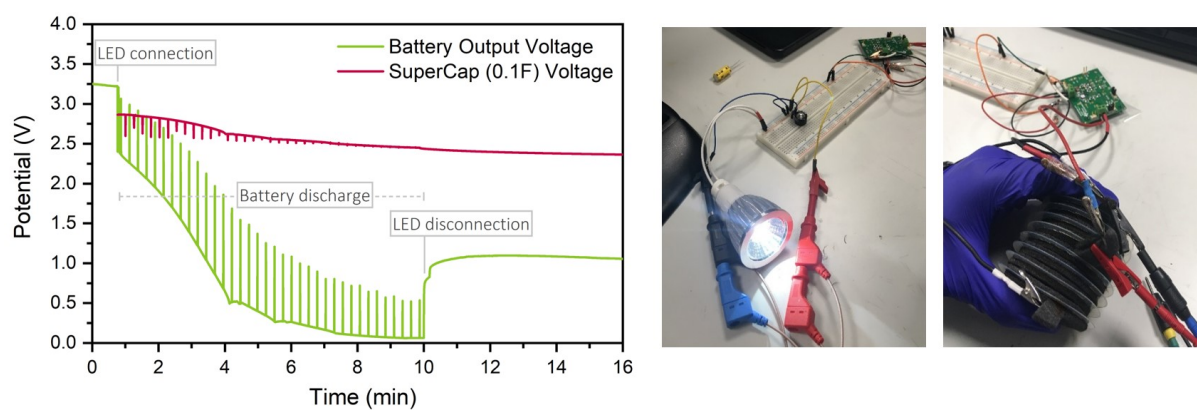 4.0
3.5
3.0
2.5
2.0
1.5
1.0
0.5
0.0
Potential (V)
LED connection
Battery Output Voltage
SuperCap (0.1F) Voltage
Battery discharge
LED disconnection
0 2 4 6 8 10 12 14 16
Time (min)